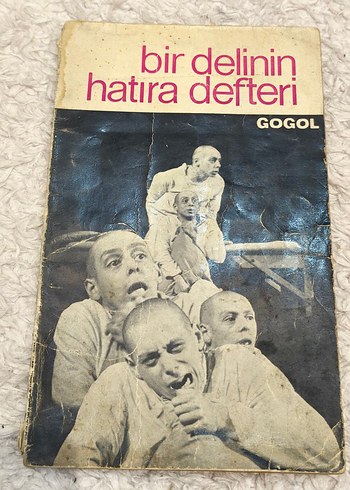 bir delinin
hatıra defteri
GOGOL